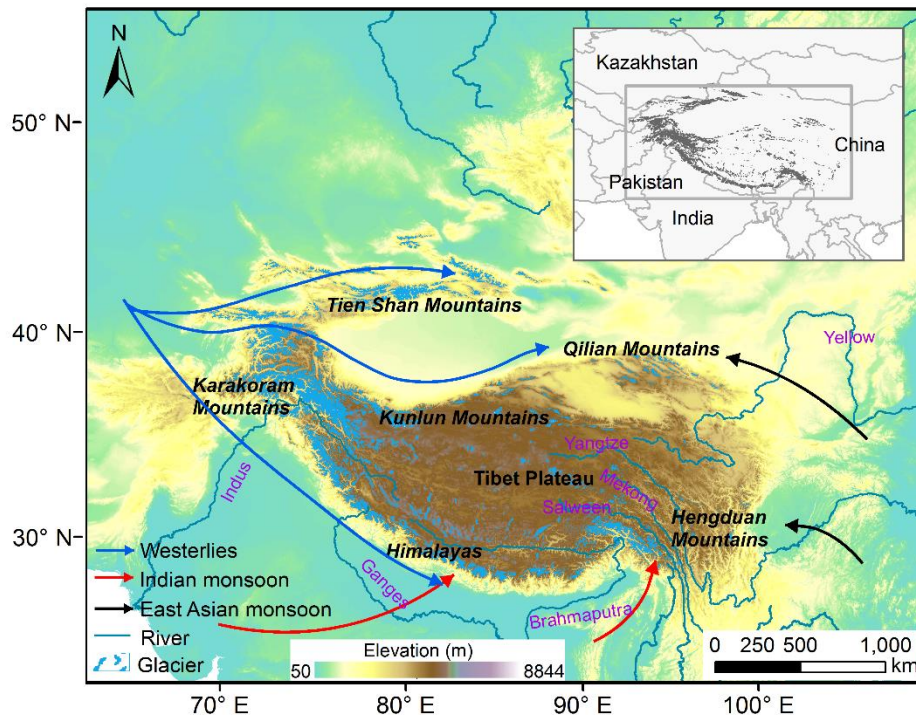 N
50° N
40° N
30° N
Kazakhstan
China
Pakistan
India
Tien Shan Mountains
Yellow
Qilian Mountains
Karakoram
Mountains
Kunlun Mountains
Yangtze
Indus
Tibet Plateau
Mekong
Salween
Hengduan
Mountains
Himalayas
Ganges
Brahmaputra
Westerlies
Indian monsoon
East Asian monsoon
River
Glacier
Elevation (m)
50
8844
0 250 500 1,000
km
70° E
80° E
90° E
100° E